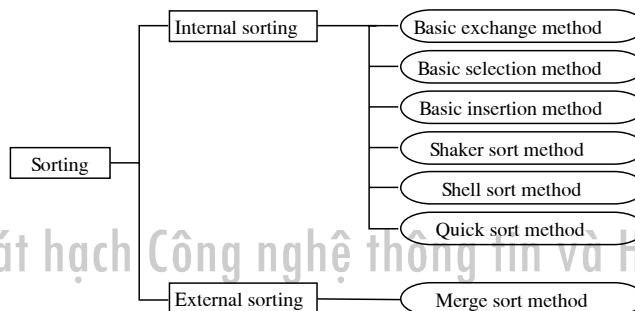 Internal sorting
Basic exchange method
Basic selection method
Basic insertion method
Sorting
Shaker sort method
Shell sort method
Quick sort method
át hạch Công nghệ thông tin và H
External sorting
Merge sort method